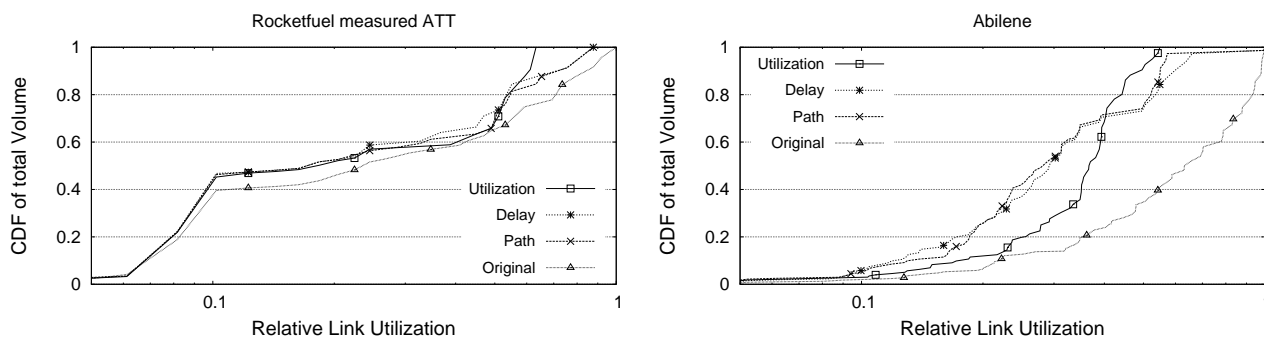 Rocketfuel measured ATT
1
0.8
0.6
0.4
0.2
0
CDF of total Volume
Utilization
Delay
Path
Original
0.1
1
Relative Link Utilization
Abilene
1
0.8
0.6
0.4
0.2
0
CDF of total Volume
Utilization
Delay
Path
Original
0.1
1
Relative Link Utilization